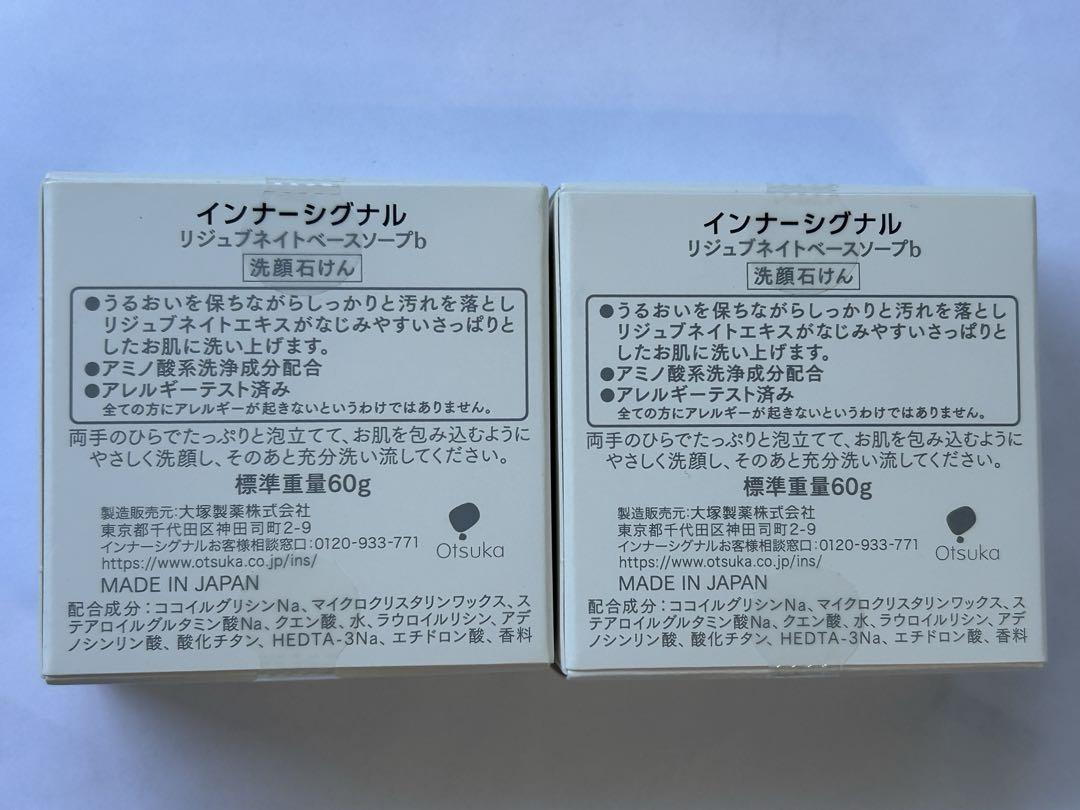 インナーシグナル
リジュブネイトベースソープb
洗顔石けん
●うるおいを保ちながらしっかりと汚れを落とし
リジュブネイトエキスがなじみやすいさっぱりと
したお肌に洗い上げます。
●アミノ酸系洗浄成分配合
●アレルギーテスト済み
全ての方にアレルギーが起きないというわけではありません。
両手のひらでたっぷりと泡立てて、お肌を包み込むように
やさしく洗顔し、そのあと充分洗い流してください。
標準重量60g
製造販売元:大塚製薬株式会社
東京都千代田区神田司町2-9
インナーシグナルお客様相談窓口:0120-933-771
https://www.otsuka.co.jp/ins/
Otsuka
MADE IN JAPAN
配合成分:ココイルグリシンNa、マイクロクリスタリンワックス、ス
テアロイルグルタミン酸Na、クエン酸、水、ラウロイルリシン、アデ
ノシンリン酸、酸化チタン、HEDTA-3Na、エチドロン酸、香料
インナーシグナル
リジュブネイトベースソープb
洗顔石けん
●うるおいを保ちながらしっかりと汚れを落とし
リジュブネイトエキスがなじみやすいさっぱりと
したお肌に洗い上げます。
●アミノ酸系洗浄成分配合
●アレルギーテスト済み
全ての方にアレルギーが起きないというわけではありません。
両手のひらでたっぷりと泡立てて、お肌を包み込むように
やさしく洗顔し、そのあと充分洗い流してください。
標準重量60g
製造販売元:大塚製薬株式会社
東京都千代田区神田司町2-9
インナーシグナルお客様相談窓口:0120-933-771
https://www.otsuka.co.jp/ins/
Otsuka
MADE IN JAPAN
配合成分:ココイルグリシンNa、マイクロクリスタリンワックス、ス
テアロイルグルタミン酸Na、クエン酸、水、ラウロイルリシン、アデ
ノシンリン酸、酸化チタン、HEDTA-3Na、エチドロン酸、香料